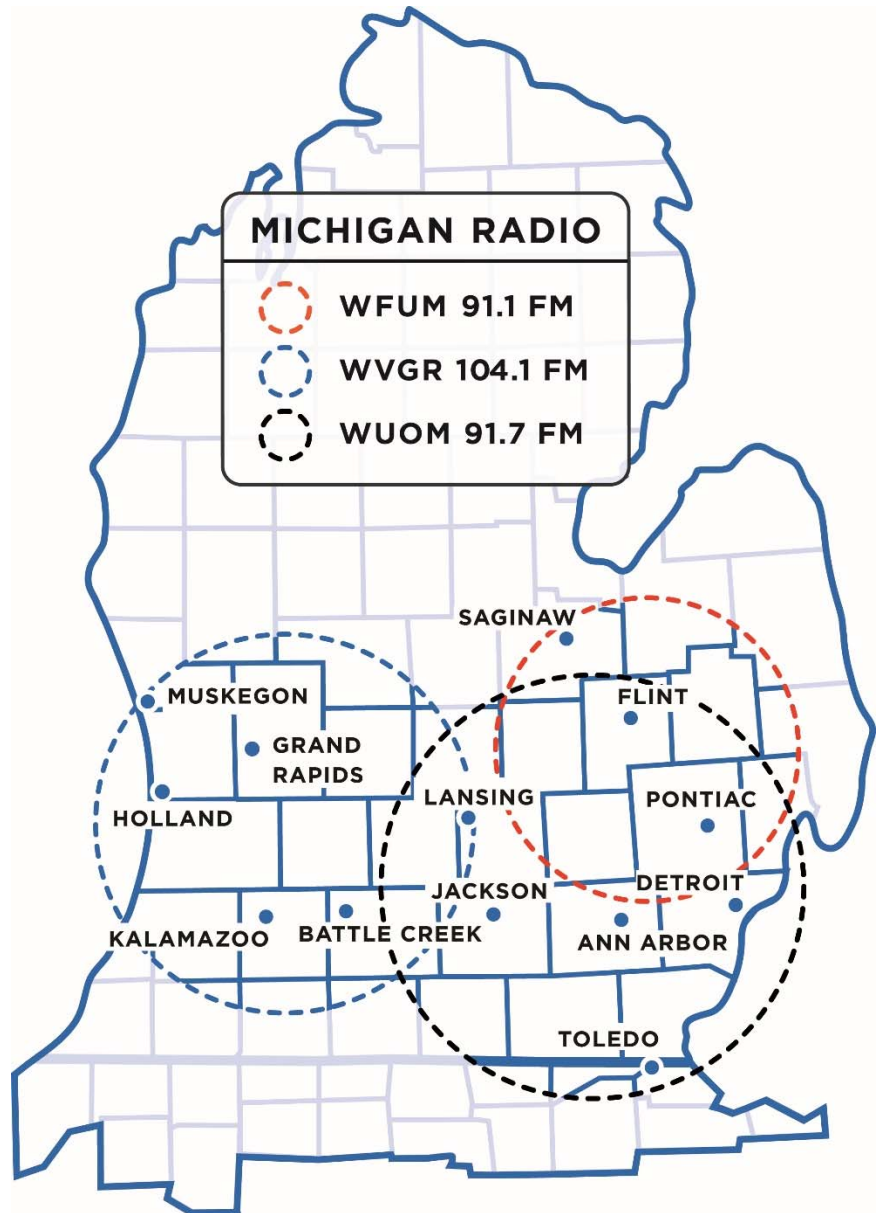 MICHIGAN RADIO
WFUM 91.1 FM
WVGR 104.1 FM
WUOM 91.7 FM
SAGINAW
MUSKEGON
FLINT
GRAND
RAPIDS
LANSING
PONTIAC
HOLLAND
JACKSON
DETROIT
KALAMAZOO
BATTLE CREEK
ANN ARBOR
TOLEDO